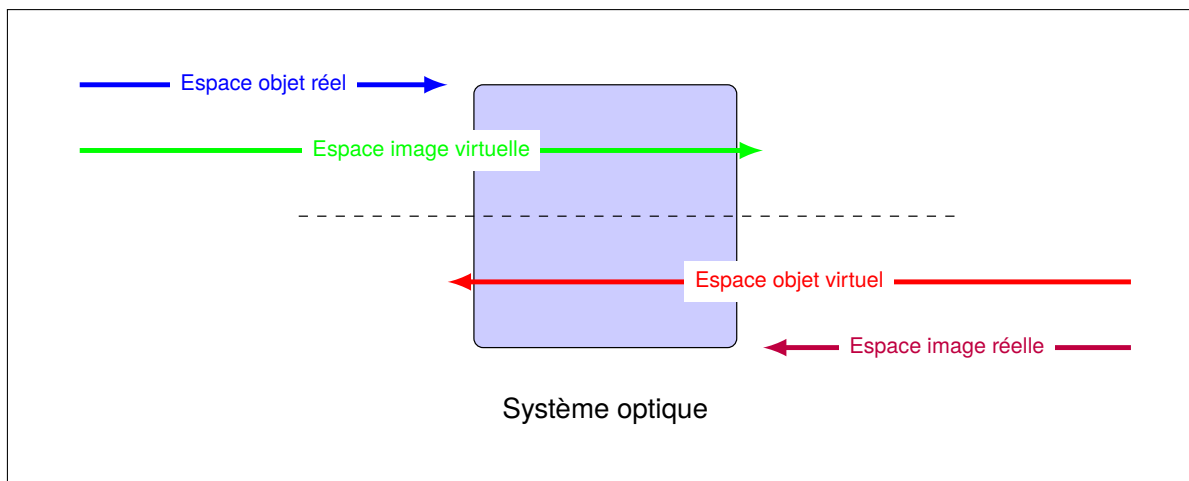 Espace objet réel
Espace image virtuelle
Espace objet virtuel
Espace image réelle
Système optique